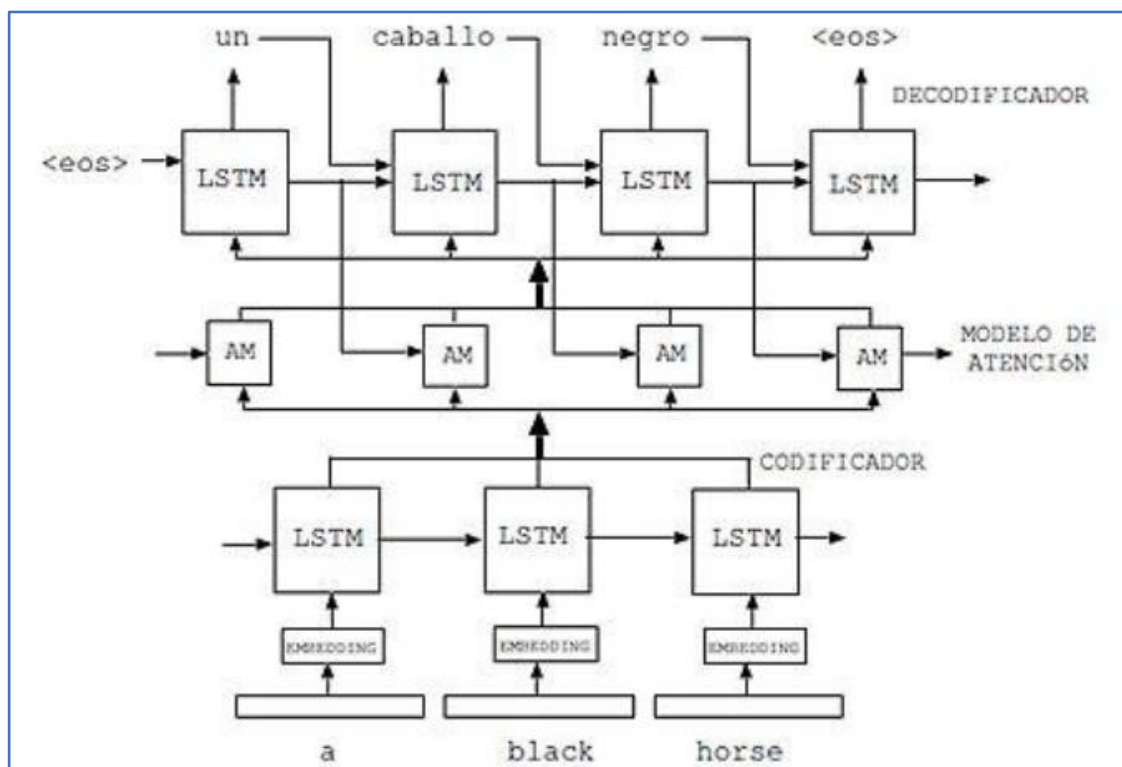 un caballo negro <eos>
DECODIFICADOR
<eos> LSTM LSTM LSTM LSTM
AM AM AM AM
MODELO DE
ATENCIóN
CODIFICADOR
LSTM LSTM LSTM
EMBEDDING EMBEDDING EMBEDDING
a black horse